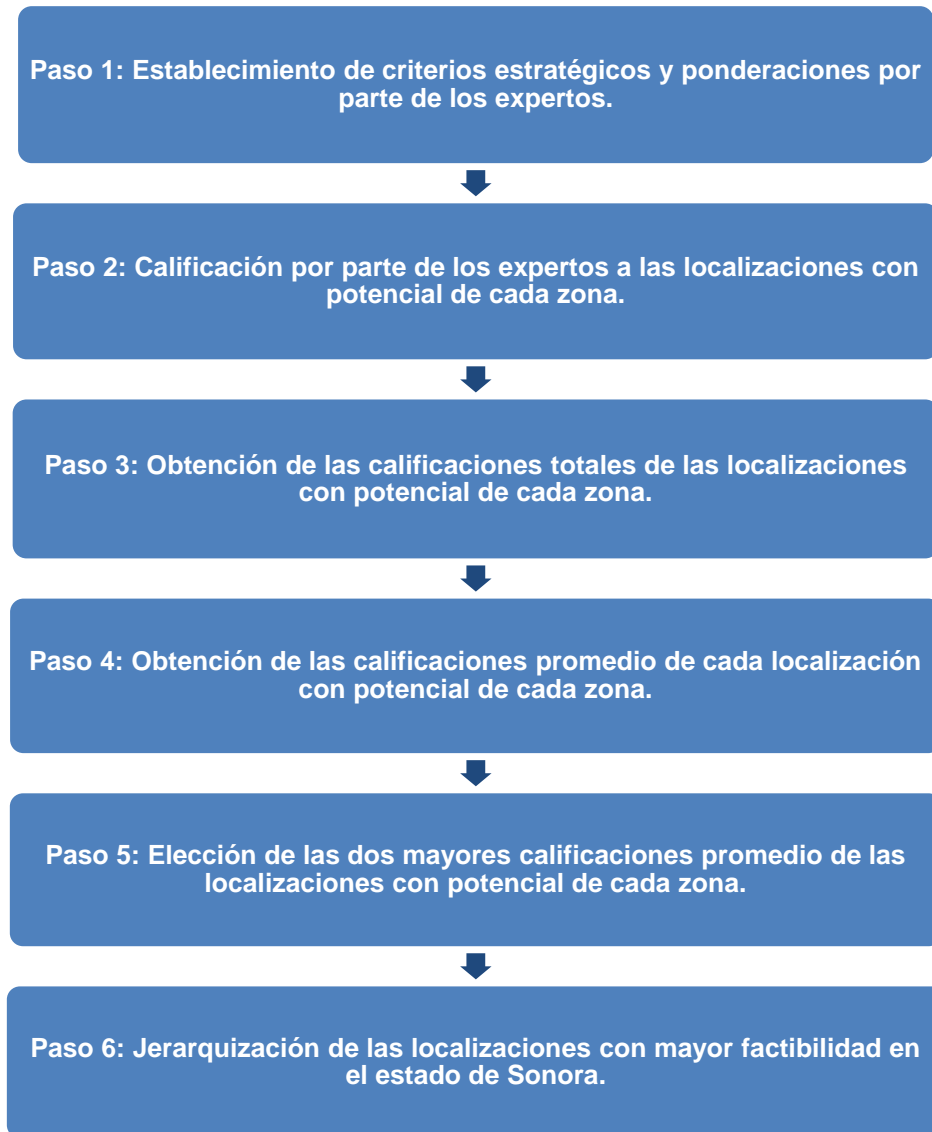 Paso 1: Establecimiento de criterios estratégicos y ponderaciones por
parte de los expertos.
Paso 2: Calificación por parte de los expertos a las localizaciones con
potencial de cada zona.
Paso 3: Obtención de las calificaciones totales de las localizaciones
con potencial de cada zona.
Paso 4: Obtención de las calificaciones promedio de cada localización
con potencial de cada zona.
Paso 5: Elección de las dos mayores calificaciones promedio de las
localizaciones con potencial de cada zona.
Paso 6: Jerarquización de las localizaciones con mayor factibilidad en
el estado de Sonora.